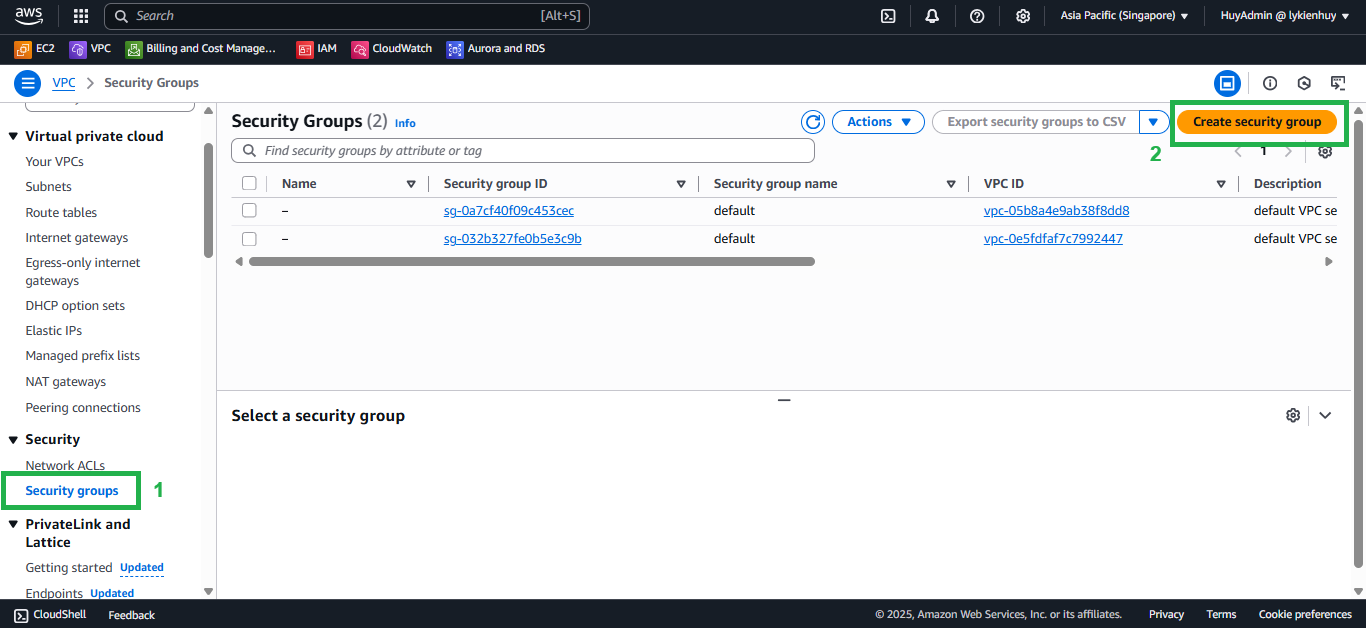 aws
Search [Alt+S]
Asia Pacific (Singapore)
HuyAdmin @ lykienhuy
EC2
VPC
Billing and Cost Manage...
IAM
CloudWatch
Aurora and RDS
VPC
Security Groups
Virtual private cloud
Your VPCs
Subnets
Route tables
Internet gateways
Egress-only internet
gateways
DHCP option sets
Elastic IPs
Managed prefix lists
NAT gateways
Peering connections
Security
Network ACLs
Security groups
1
PrivateLink and
Lattice
Getting started Updated
Endpoints Updated
Security Groups (2) Info
Actions
Export security groups to CSV
Create security group
2
Find security groups by attribute or tag
1
Name Security group ID Security group name VPC ID Description
– sg-0a7cf40f09c453cec default vpc-05b8a4e9ab38f8dd8 default VPC se
– sg-032b327fe0b5e3c9b default vpc-0e5fdfaf7c7992447 default VPC se
Select a security group
CloudShell
Feedback
© 2025, Amazon Web Services, Inc. or its affiliates.
Privacy
Terms
Cookie preferences